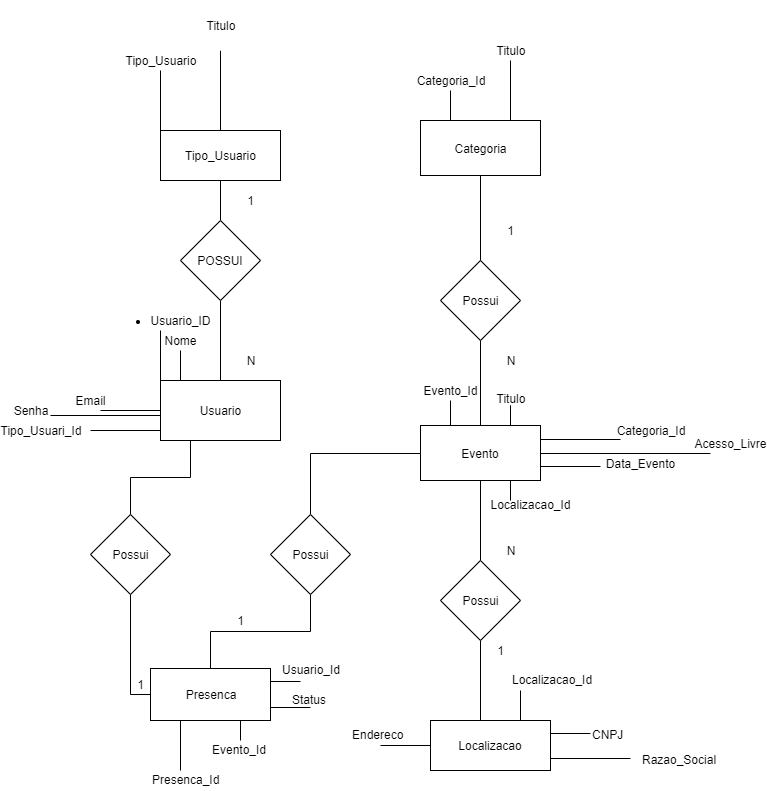 Titulo
Tipo_Usuario
Tipo_Usuario
1
POSSUI
Usuario_ID
Nome
N
Email
Senha
Usuario
Tipo_Usuari_Id
Possui
Possui
1
1
Usuario_Id
Presenca
Status
Evento_Id
Presenca_Id
Titulo
Categoria_Id
Categoria
1
Possui
N
Evento_Id
Titulo
Categoria_Id
Acesso_Livre
Evento
Data_Evento
Localizacao_Id
N
Possui
1
Localizacao_Id
Endereco
CNPJ
Localizacao
Razao_Social